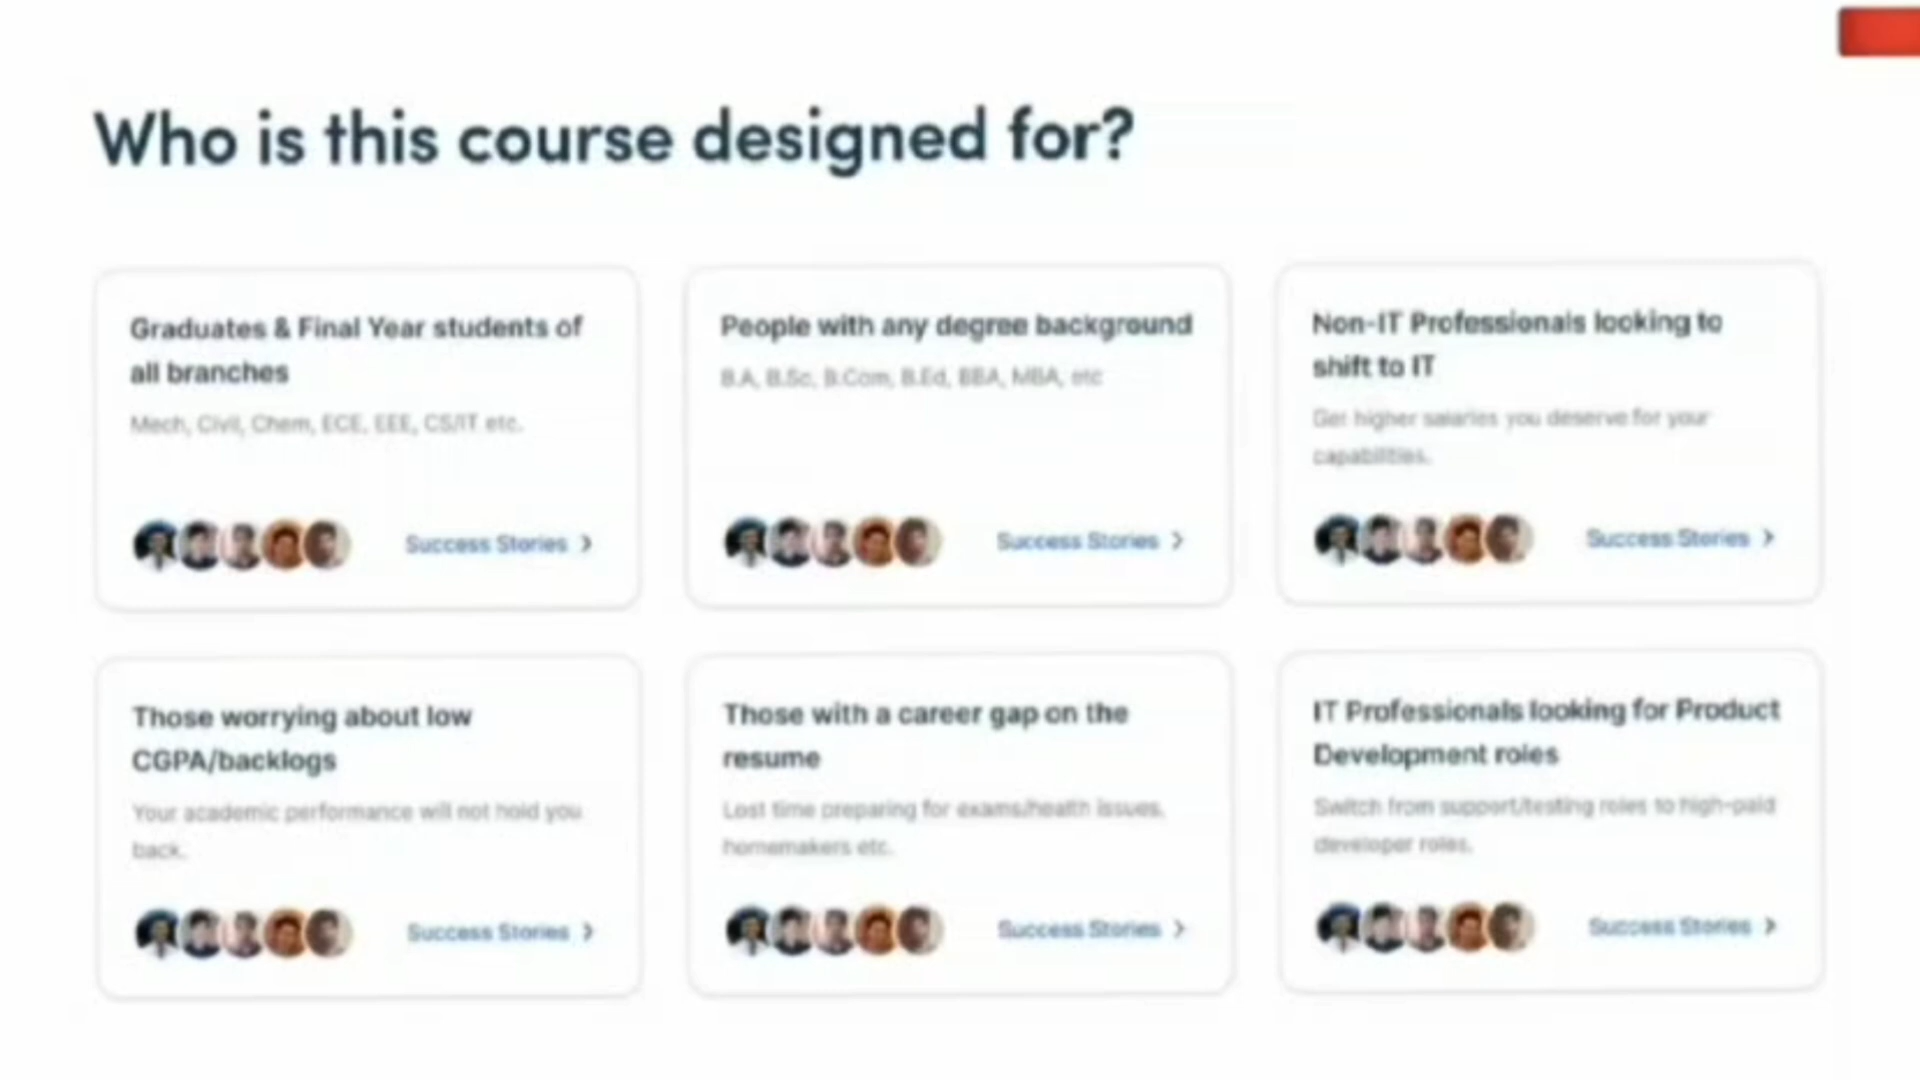 Who is this course designed for?
Graduates & Final Year students of
all branches
Mech, Civil, Chem, ECE, EEE, CS/IT etc.
Success Stories >
People with any degree background
B.A, B.Sc, B.Com, B.Ed, BBA, MBA, etc
Success Stories >
Non-IT Professionals looking to
shift to IT
Get higher salaries you deserve for your
capabilities.
Success Stories >
Those worrying about low
CGPA/backlogs
Your academic performance will not hold you
back.
Success Stories >
Those with a career gap on the
resume
Lost time preparing for exams/health issues,
homemakers etc.
Success Stories >
IT Professionals looking for Product
Development roles
Switch from support/testing roles to high-paid
developer roles.
Success Stories >